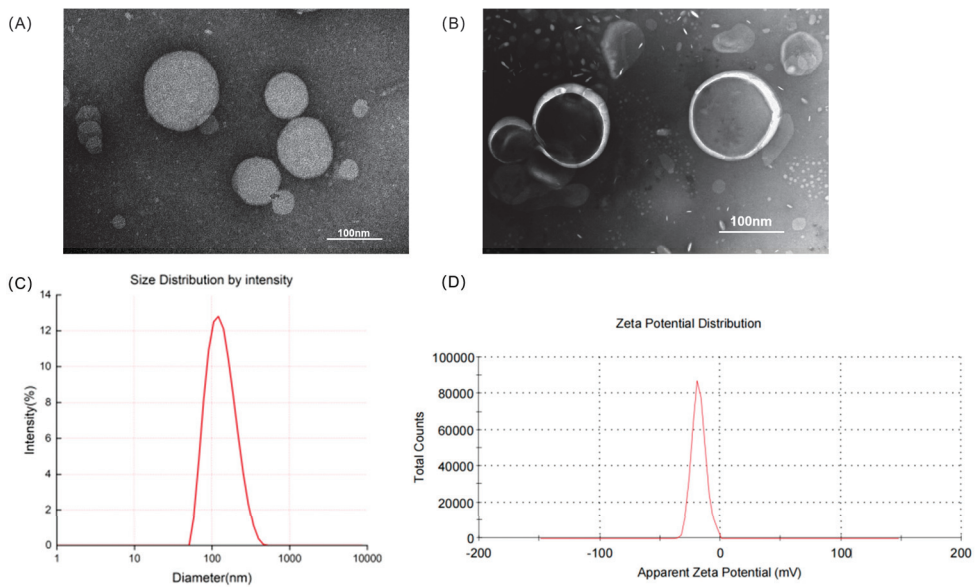 (A)
100nm
(B)
100nm
(C)
Size Distribution by intensity
14
12
10
8
6
4
2
0
Intensity(%)
1 10 100 1000 10000
Diameter(nm)
(D)
Zeta Potential Distribution
100000
80000
60000
40000
20000
0
Total Counts
-200 -100 0 100 200
Apparent Zeta Potential (mV)